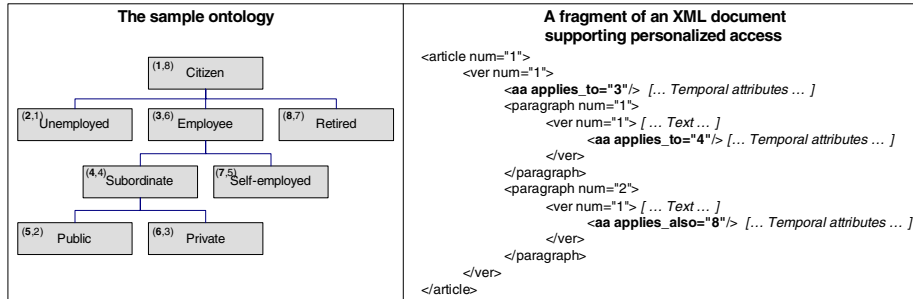 The sample ontology
(1,8)
Citizen
(2,1)
Unemployed
(3,6)
Employee
(8,7)
Retired
(4,4)
Subordinate
(7,5)
Self-employed
(5,2)
Public
(6,3)
Private
A fragment of an XML document
supporting personalized access
<article num="1">
<ver num="1">
<aa applies_to="3"/> [… Temporal attributes … ]
<paragraph num="1">
<ver num="1"> [ … Text … ]
<aa applies_to="4"/> [… Temporal attributes … ]
</ver>
</paragraph>
<paragraph num="2">
<ver num="1"> [ … Text … ]
<aa applies_also="8"/> [… Temporal attributes … ]
</ver>
</paragraph>
</ver>
</article>